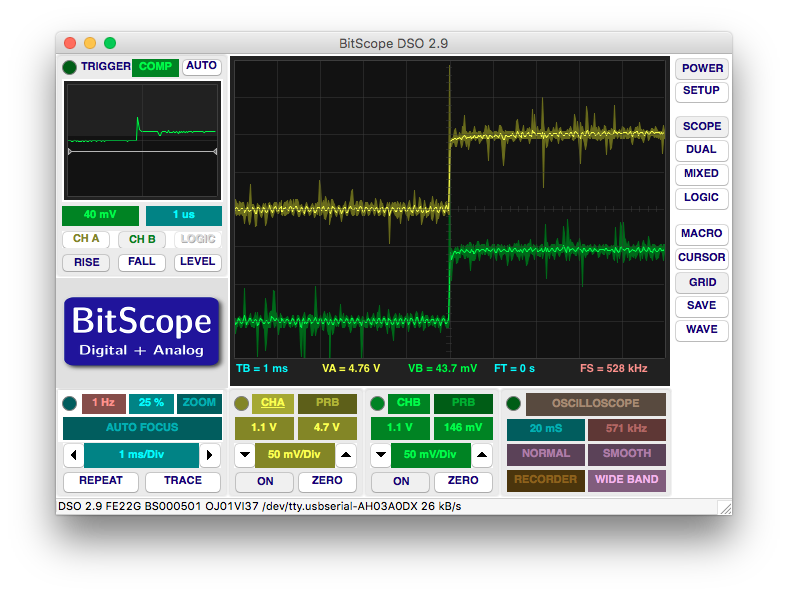 BitScope DSO 2.9
TRIGGER COMP AUTO
40 mV 1 us
CH A CH B LOGIC
RISE FALL LEVEL
BitScope
Digital + Analog
TB = 1 ms VA = 4.76 V VB = 43.7 mV FT = 0 s FS = 528 kHz
POWER
SETUP
SCOPE
DUAL
MIXED
LOGIC
MACRO
CURSOR
GRID
SAVE
WAVE
1 Hz 25 % ZOOM
AUTO FOCUS
1 ms/Div
REPEAT TRACE
CHA PRB
1.1 V 4.7 V
50 mV/Div
ON ZERO
CHB PRB
1.1 V 146 mV
50 mV/Div
ON ZERO
OSCILLOSCOPE
20 mS 571 kHz
NORMAL SMOOTH
RECORDER WIDE BAND
DSO 2.9 FE22G BS000501 OJ01VI37 /dev/tty.usbserial-AH03A0DX 26 kB/s